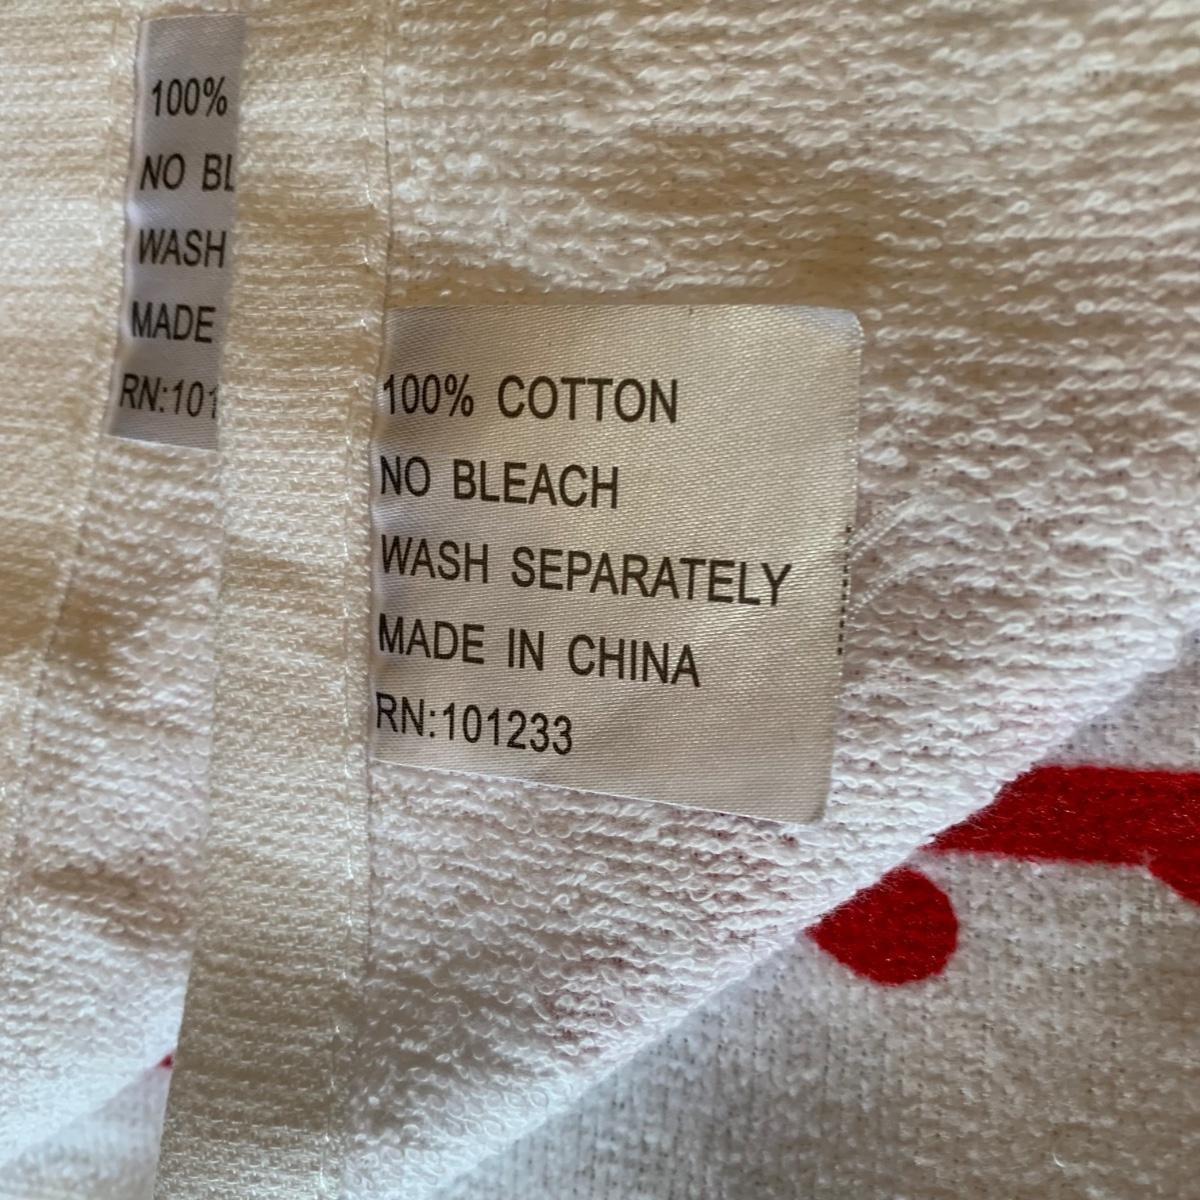 100%
NO BL
WASH
MADE
RN:101
100% COTTON
NO BLEACH
WASH SEPARATELY
MADE IN CHINA
RN:101233